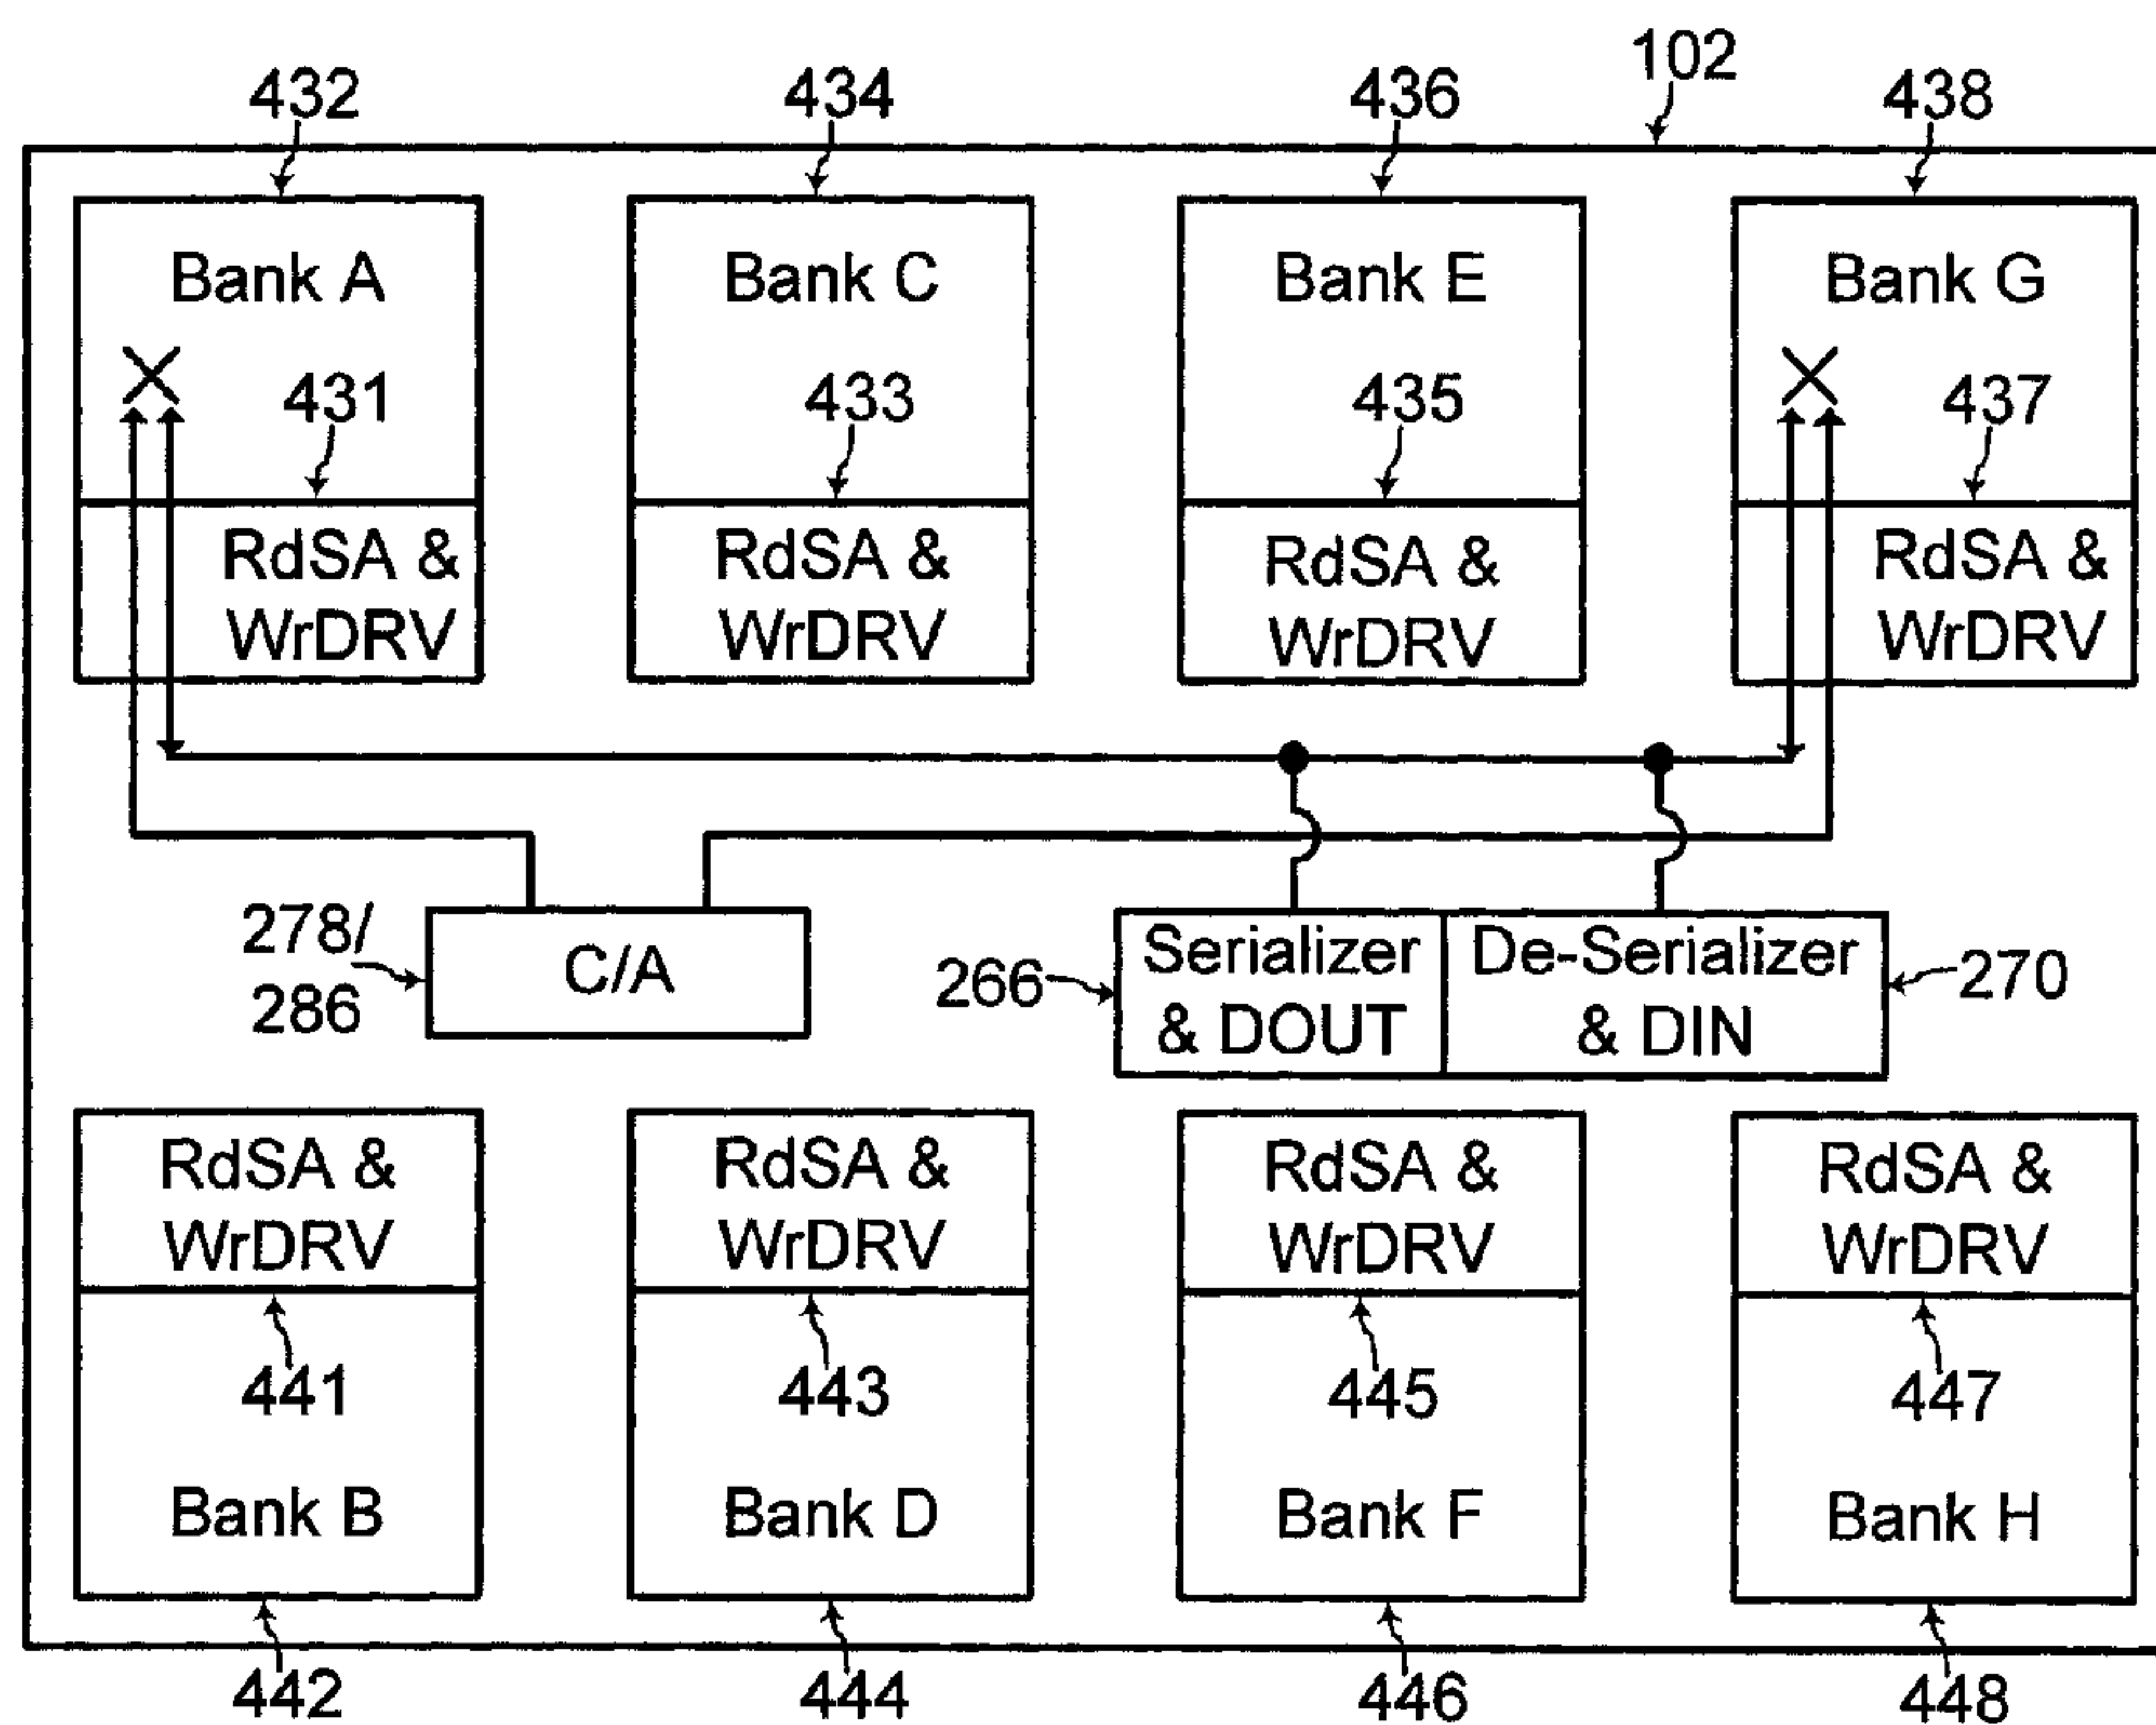 102
432
434
436
438
Bank A
Bank C
Bank E
Bank G
431
433
435
437
RdSA &
WrDRV
RdSA &
WrDRV
RdSA &
WrDRV
RdSA &
WrDRV
278/
286
C/A
266
Serializer
& DOUT
De-Serializer
& DIN
270
RdSA &
WrDRV
RdSA &
WrDRV
RdSA &
WrDRV
RdSA &
WrDRV
441
443
445
447
Bank B
Bank D
Bank F
Bank H
442
444
446
448